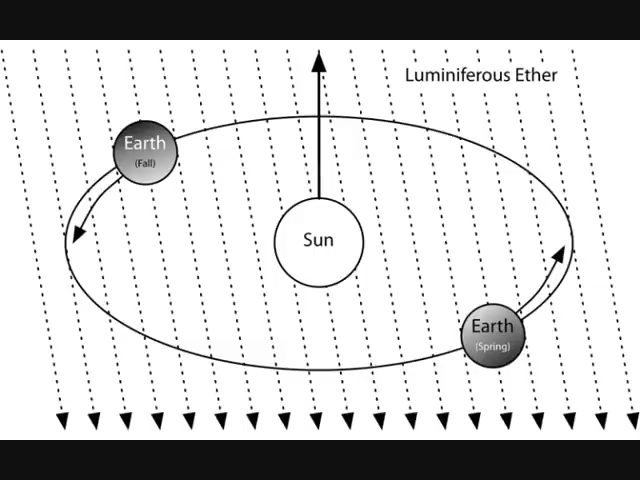 Luminiferous Ether
Earth
(Fall)
Sun
Earth
(Spring)